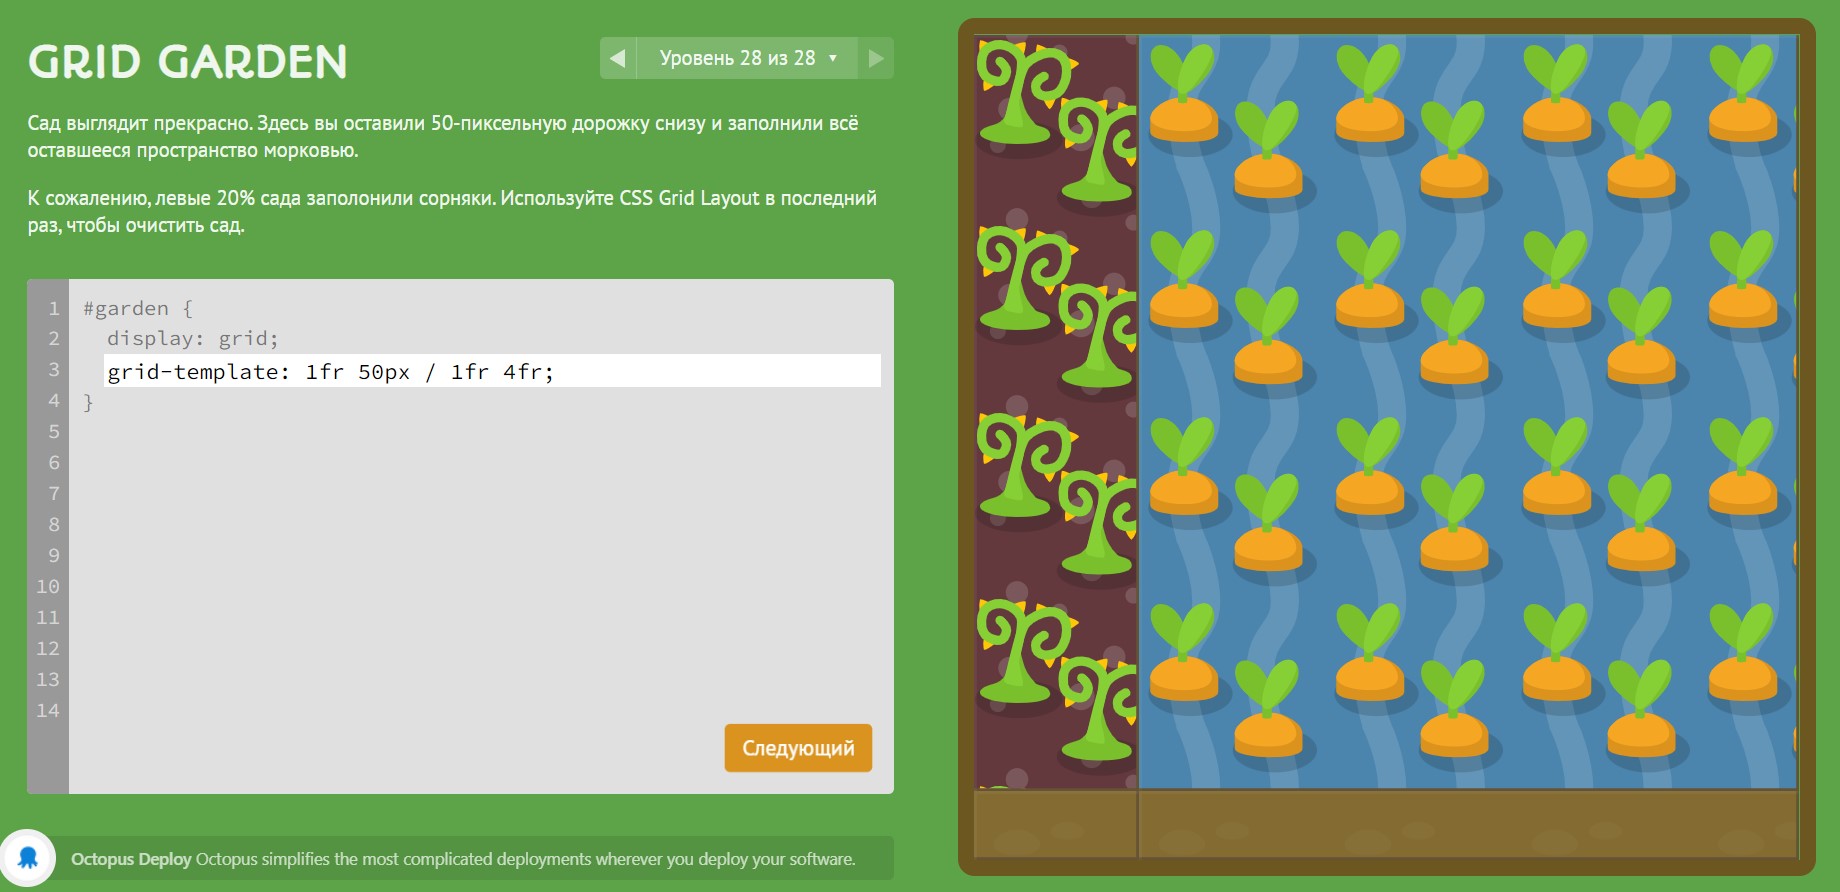 GRID GARDEN
Уровень 28 из 28 ▼
Сад выглядит прекрасно. Здесь вы оставили 50-пиксельную дорожку снизу и заполнили всё
оставшееся пространство морковью.
К сожалению, левые 20% сада заполонили сорняки. Используйте CSS Grid Layout в последний
раз, чтобы очистить сад.
1 #garden {
2 display: grid;
3 grid-template: 1fr 50px / 1fr 4fr;
4 }
5
6
7
8
9
10
11
12
13
14
Следующий
Octopus Deploy Octopus simplifies the most complicated deployments wherever you deploy your software.